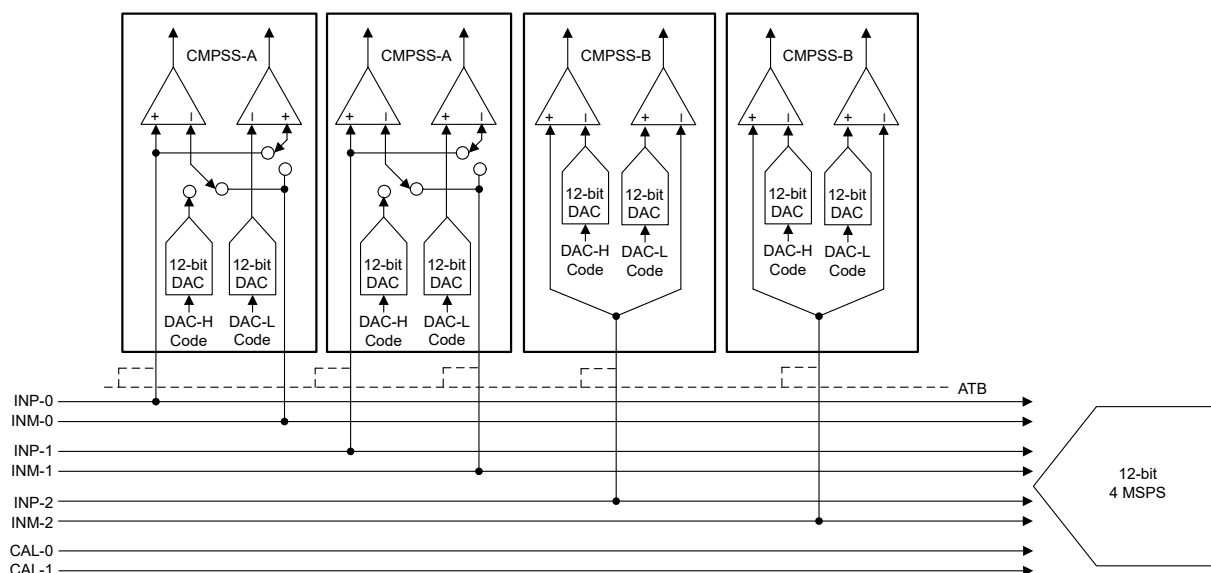 CMPSS-A
+ – – +
12-bit DAC
12-bit DAC
DAC-H Code
DAC-L Code
CMPSS-A
+ – + –
12-bit DAC
12-bit DAC
DAC-H Code
DAC-L Code
CMPSS-B
+ – + –
12-bit DAC
12-bit DAC
DAC-H Code
DAC-L Code
CMPSS-B
+ – + –
12-bit DAC
12-bit DAC
DAC-H Code
DAC-L Code
ATB
INP-0
INM-0
INP-1
INM-1
INP-2
INM-2
CAL-0
CAL-1
12-bit
4 MSPS